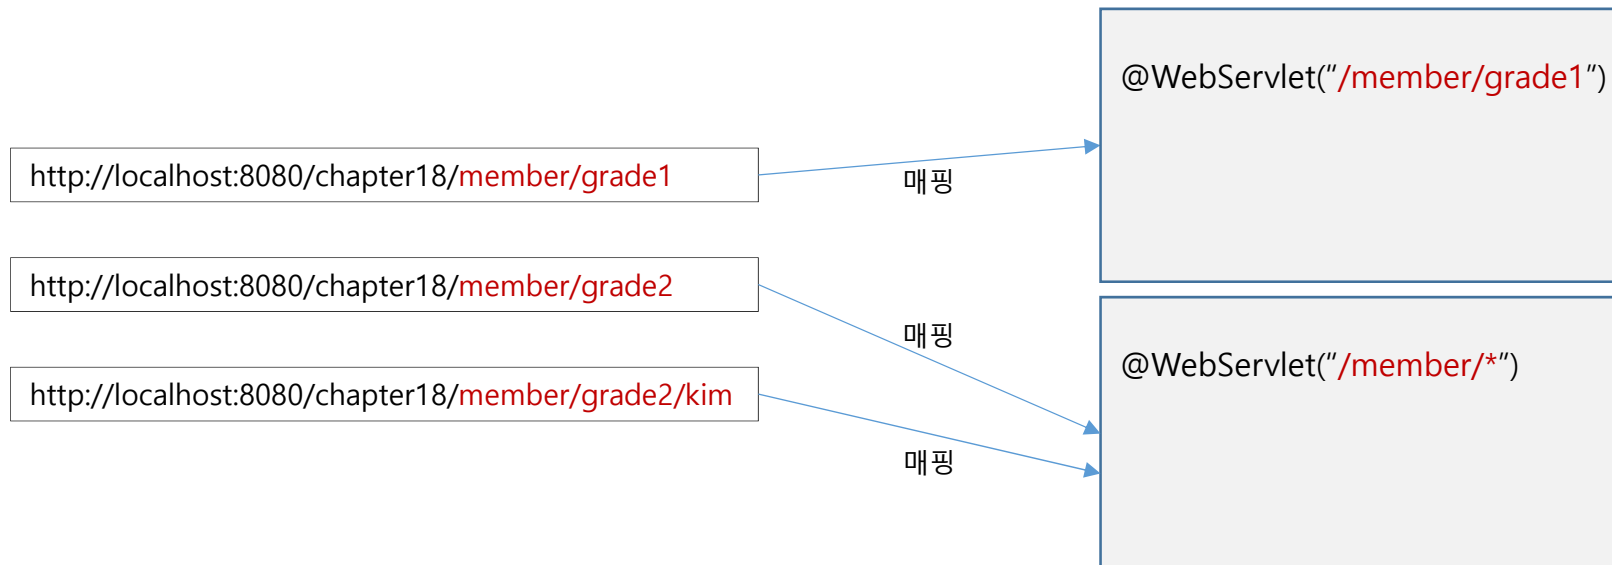 @WebServlet("/member/grade1")
http://localhost:8080/chapter18/member/grade1
매핑
http://localhost:8080/chapter18/member/grade2
매핑
@WebServlet("/member/*")
http://localhost:8080/chapter18/member/grade2/kim
매핑